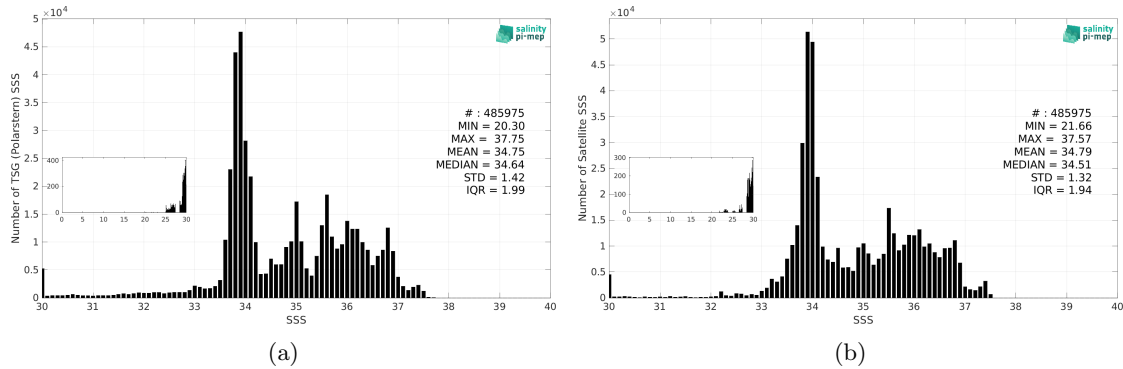 ×10⁴
5
4.5
4
3.5
3
2.5
2
1.5
1
0.5
0
Number of TSG (Polarstern) SSS
salinity
pi-mep
# : 485975
MIN = 20.30
MAX = 37.75
MEAN = 34.75
MEDIAN = 34.64
STD = 1.42
IQR = 1.99
400
200
0
0 5 10 15 20 25 30
30 31 32 33 34 35 36 37 38 39 40
SSS
(a)
×10⁴
5
4.5
4
3.5
3
2.5
2
1.5
1
0.5
0
Number of Satellite SSS
salinity
pi-mep
# : 485975
MIN = 21.66
MAX = 37.57
MEAN = 34.79
MEDIAN = 34.51
STD = 1.32
IQR = 1.94
300
200
100
0
0 5 10 15 20 25 30
30 31 32 33 34 35 36 37 38 39 40
SSS
(b)